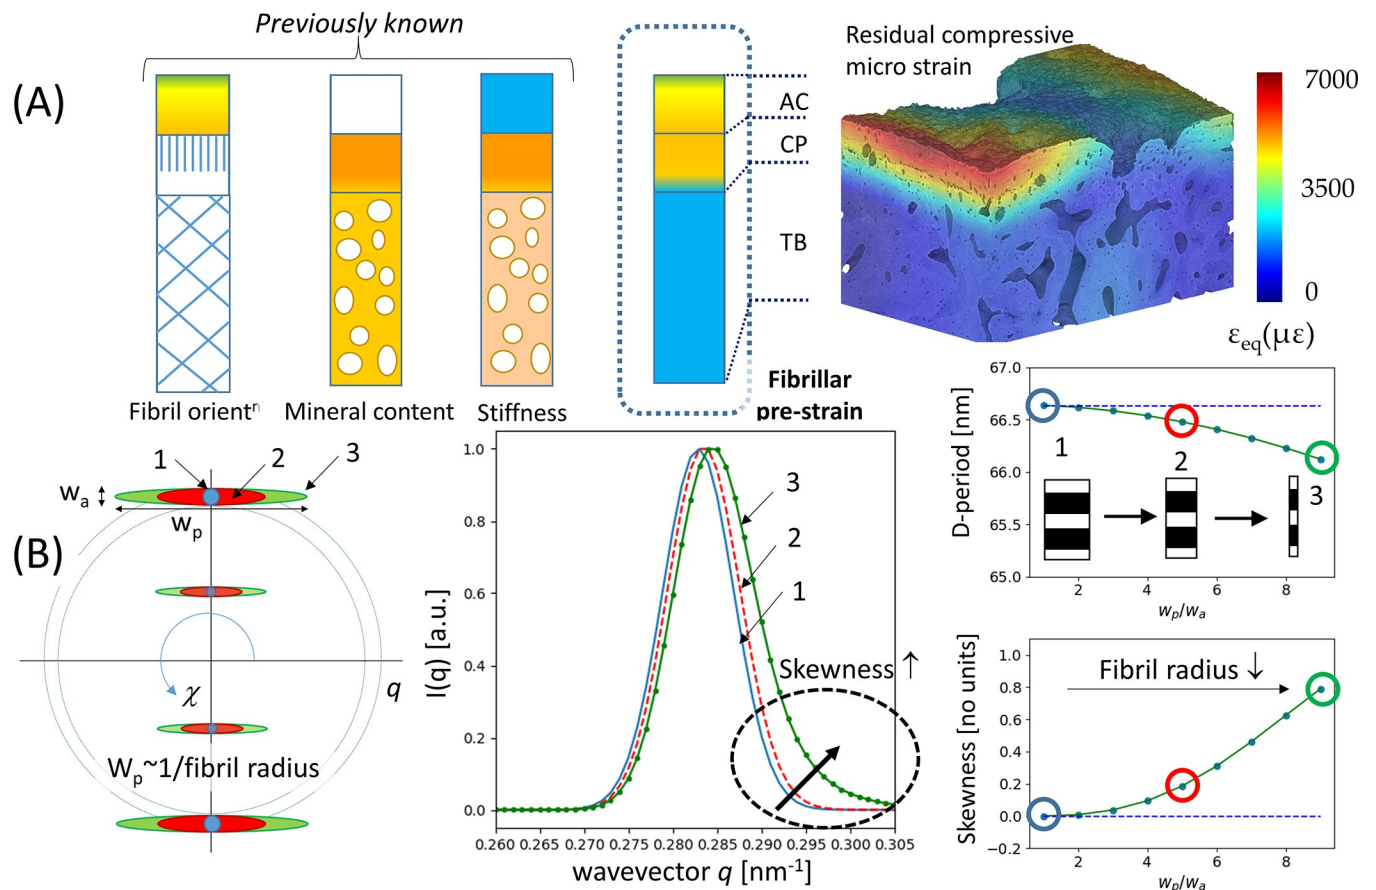 Previously known
(A)
Fibril orientⁿ
Mineral content
Stiffness
Fibrillar
pre-strain
AC
CP
TB
Residual compressive
micro strain
7000
3500
0
εeq(με)
(B)
1
2
3
wa
wp
χ
q
Wp~1/fibril radius
I(q) [a.u.]
1.0
0.8
0.6
0.4
0.2
0.0
3
2
1
Skewness ↑
0.260 0.265 0.270 0.275 0.280 0.285 0.290 0.295 0.300 0.305
wavevector q [nm-1]
D-period [nm]
67.0
66.5
66.0
65.5
65.0
1
2
3
2 4 6 8
wp/wa
Skewness [no units]
1.0
0.8
0.6
0.4
0.2
0.0
−0.2
Fibril radius ↓
2 4 6 8
wp/wa